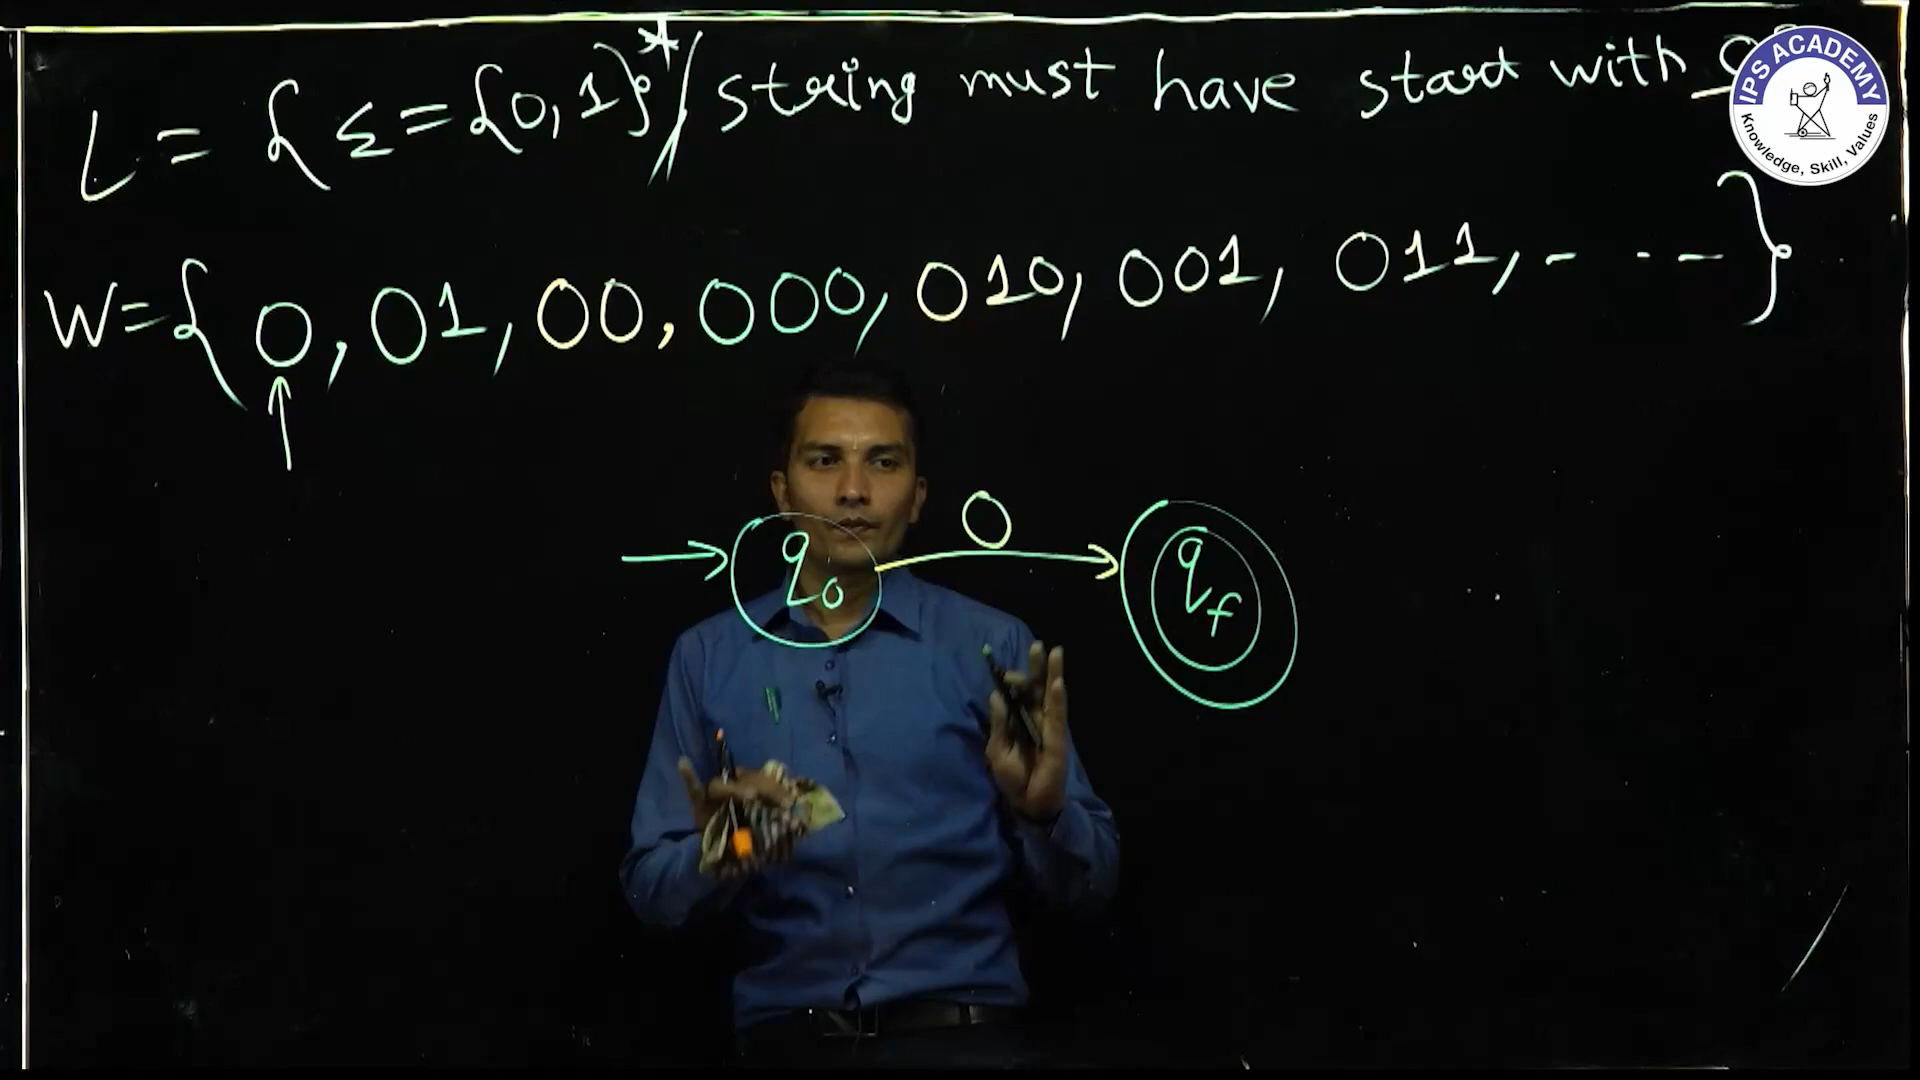 L = { Σ = {0,1}* / string must have start with
IPS ACADEMY
Knowledge, Skill, Values
W = { 0, 01, 00, 000, 010, 001, 011, - - - - }
0
q0 qf